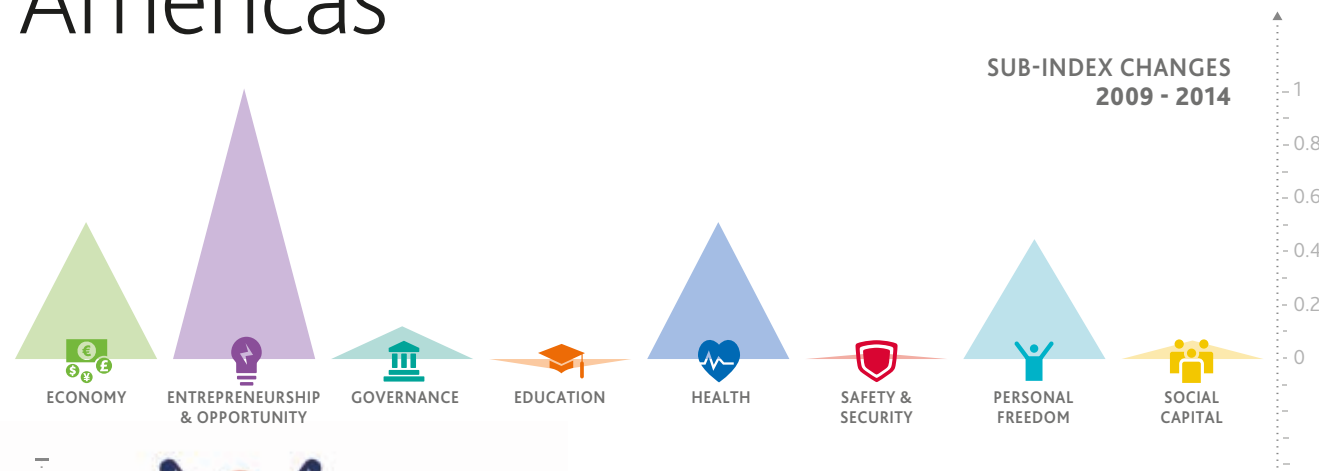 Americas
SUB-INDEX CHANGES
2009 - 2014
1
0.8
0.6
0.4
0.2
0
€
$ ¥ £
ECONOMY
ENTREPRENEURSHIP
& OPPORTUNITY
GOVERNANCE
EDUCATION
HEALTH
SAFETY &
SECURITY
PERSONAL
FREEDOM
SOCIAL
CAPITAL